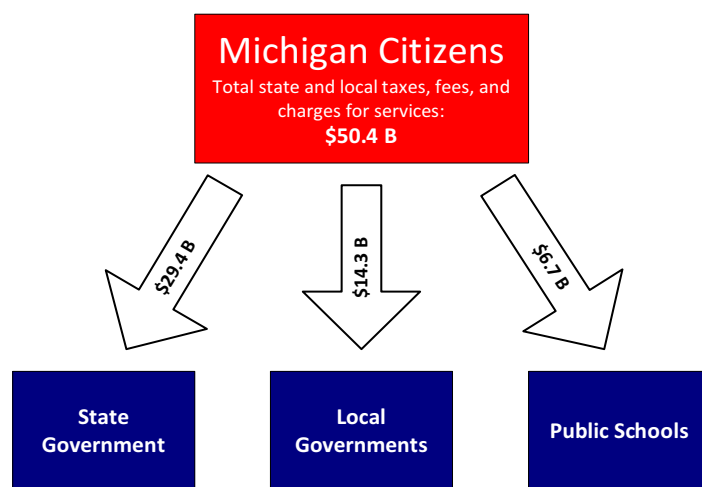 Michigan Citizens
Total state and local taxes, fees, and
charges for services:
$50.4 B
$29.4 B
$14.3 B
$6.7 B
State
Government
Local
Governments
Public Schools